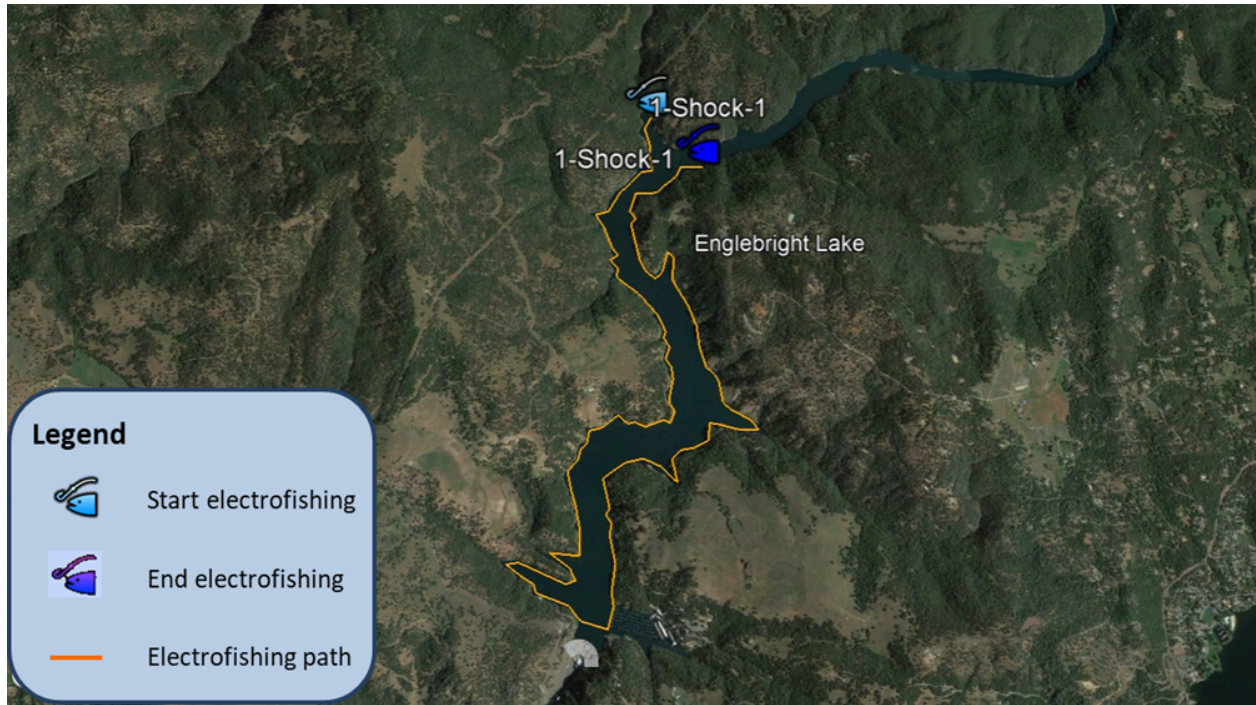 1-Shock-1
1-Shock-1
Englebright Lake
Legend
Start electrofishing
End electrofishing
Electrofishing path